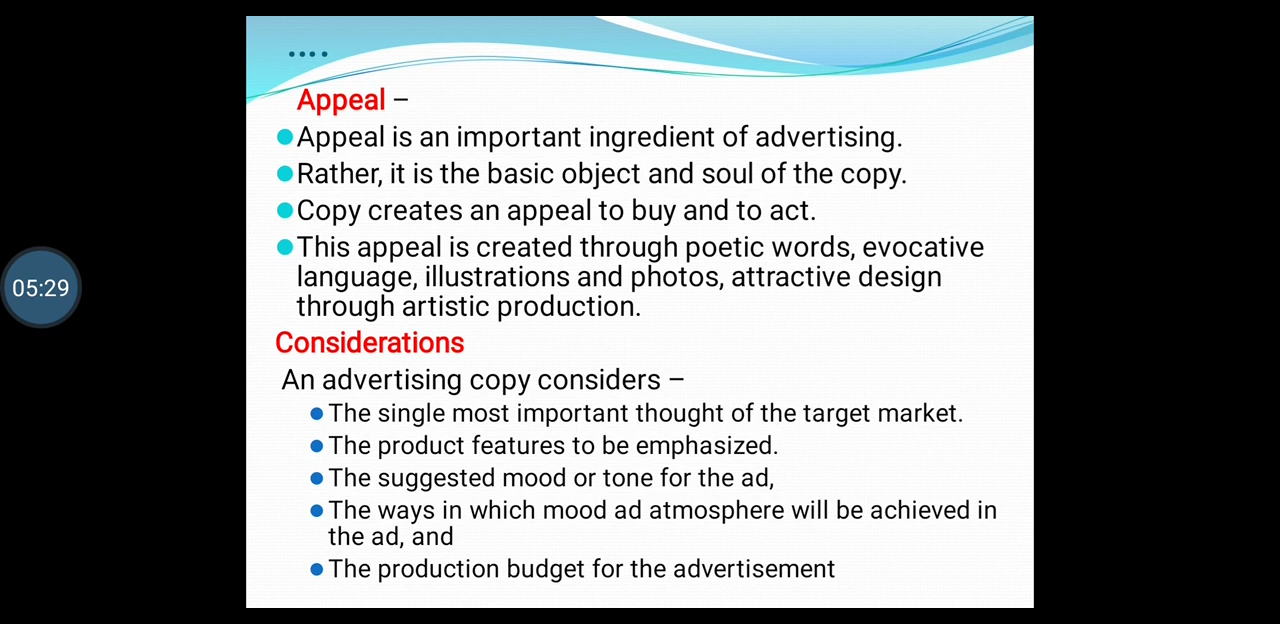 ....
Appeal –
Appeal is an important ingredient of advertising.
Rather, it is the basic object and soul of the copy.
Copy creates an appeal to buy and to act.
This appeal is created through poetic words, evocative
language, illustrations and photos, attractive design
through artistic production.
05:29
Considerations
An advertising copy considers –
The single most important thought of the target market.
The product features to be emphasized.
The suggested mood or tone for the ad,
The ways in which mood ad atmosphere will be achieved in
the ad, and
The production budget for the advertisement